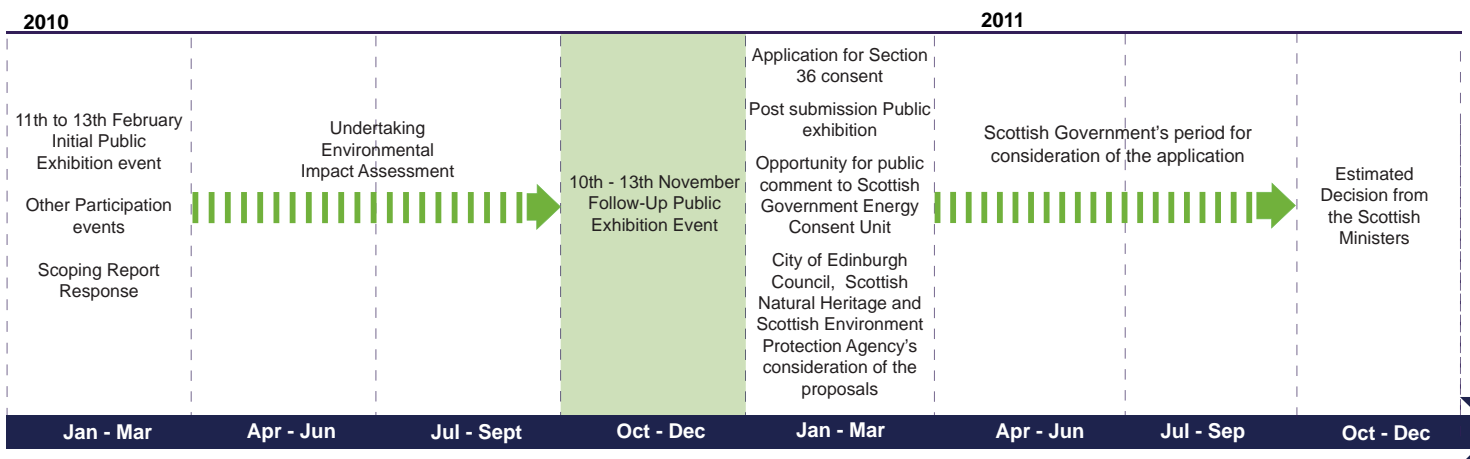 2010
2011
11th to 13th February
Initial Public
Exhibition event
Other Participation
events
Scoping Report
Response
Undertaking
Environmental
Impact Assessment
10th - 13th November
Follow-Up Public
Exhibition Event
Application for Section
36 consent
Post submission Public
exhibition
Opportunity for public
comment to Scottish
Government Energy
Consent Unit
City of Edinburgh
Council, Scottish
Natural Heritage and
Scottish Environment
Protection Agency's
consideration of the
proposals
Scottish Government's period for
consideration of the application
Estimated
Decision from
the Scottish
Ministers
Jan - Mar
Apr - Jun
Jul - Sept
Oct - Dec
Jan - Mar
Apr - Jun
Jul - Sep
Oct - Dec